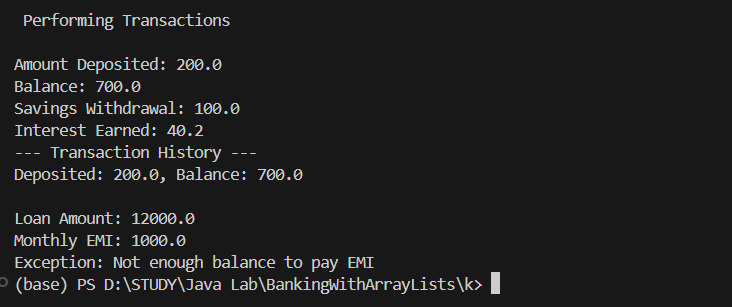 Performing Transactions
Amount Deposited: 200.0
Balance: 700.0
Savings Withdrawal: 100.0
Interest Earned: 40.2
--- Transaction History ---
Deposited: 200.0, Balance: 700.0
Loan Amount: 12000.0
Monthly EMI: 1000.0
Exception: Not enough balance to pay EMI
(base) PS D:\STUDY\Java Lab\BankingWithArrayLists\k>